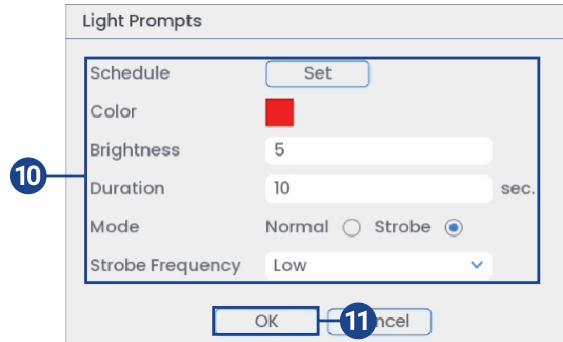 Light Prompts
Schedule Set
Color
Brightness 5
10
Duration 10 sec.
Mode Normal Strobe
Strobe Frequency Low
OK 11 ncel